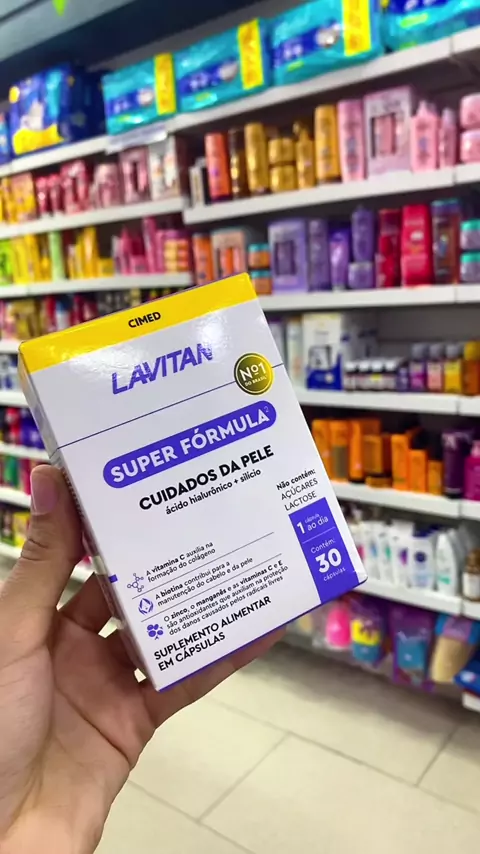 CIMED
LAVITAN
Nº1
DO BRASIL
SUPER FÓRMULA²
CUIDADOS DA PELE
ácido hialurônico + silício
Não contém:
AÇÚCARES
LACTOSE
1 cápsula
ao dia
Contém:
30
cápsulas
A vitamina C auxilia na
formação do colágeno
A biotina contribui para a
manutenção do cabelo e da pele
O zinco, o manganês e as vitaminas C e E
são antioxidantes que auxiliam na proteção
dos danos causados pelos radicais livres
SUPLEMENTO ALIMENTAR
EM CÁPSULAS